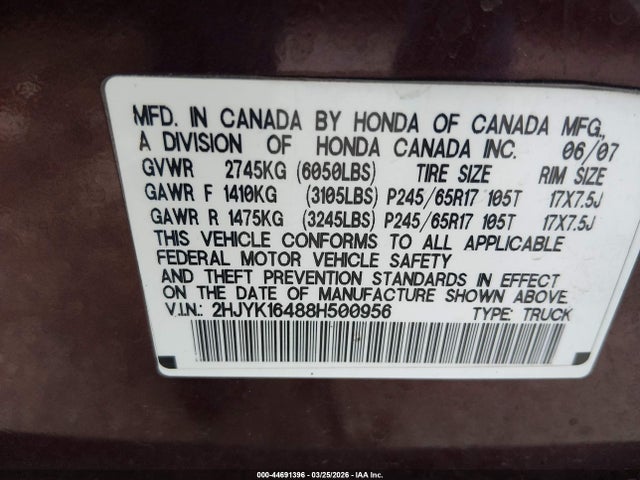 MFD. IN CANADA BY HONDA OF CANADA MFG.,
A DIVISION OF HONDA CANADA INC. 06/07
GVWR 2745KG (6050LBS) TIRE SIZE RIM SIZE
GAWR F 1410KG (3105LBS) P245/65R17 105T 17X7.5J
GAWR R 1475KG (3245LBS) P245/65R17 105T 17X7.5J
THIS VEHICLE CONFORMS TO ALL APPLICABLE
FEDERAL MOTOR VEHICLE SAFETY
AND THEFT PREVENTION STANDARDS IN EFFECT
ON THE DATE OF MANUFACTURE SHOWN ABOVE.
V.I.N.: 2HJYK16488H500956 TYPE: TRUCK
000-44691396 - 03/25/2026 - IAA Inc.